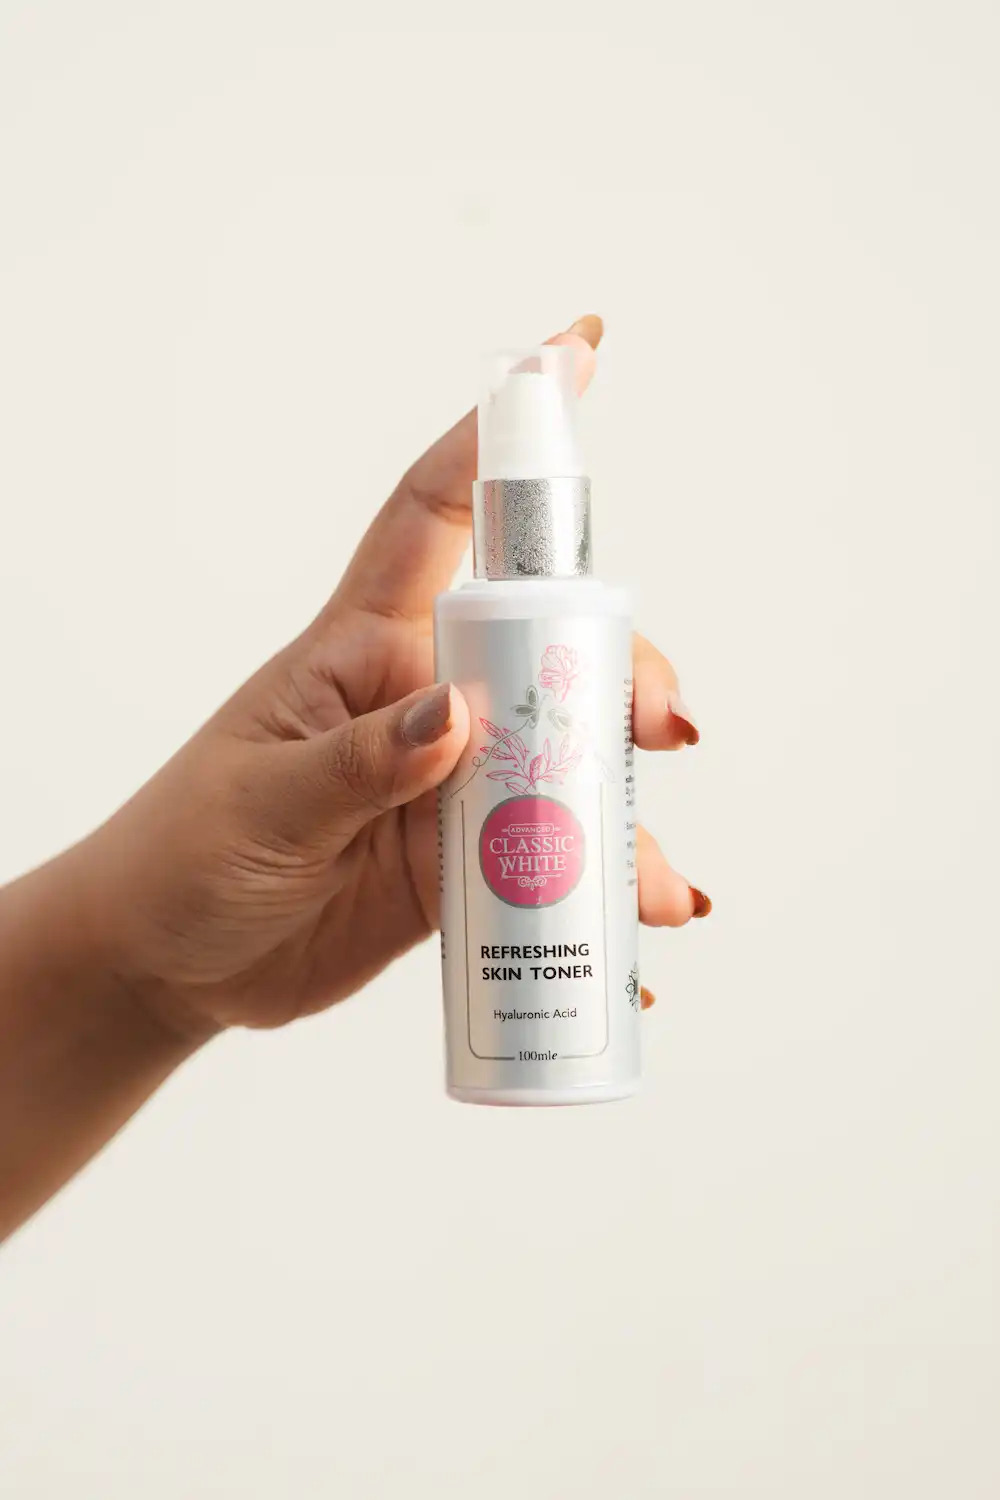 ADVANCED
CLASSIC
WHITE
REFRESHING
SKIN TONER
Hyaluronic Acid
100mle